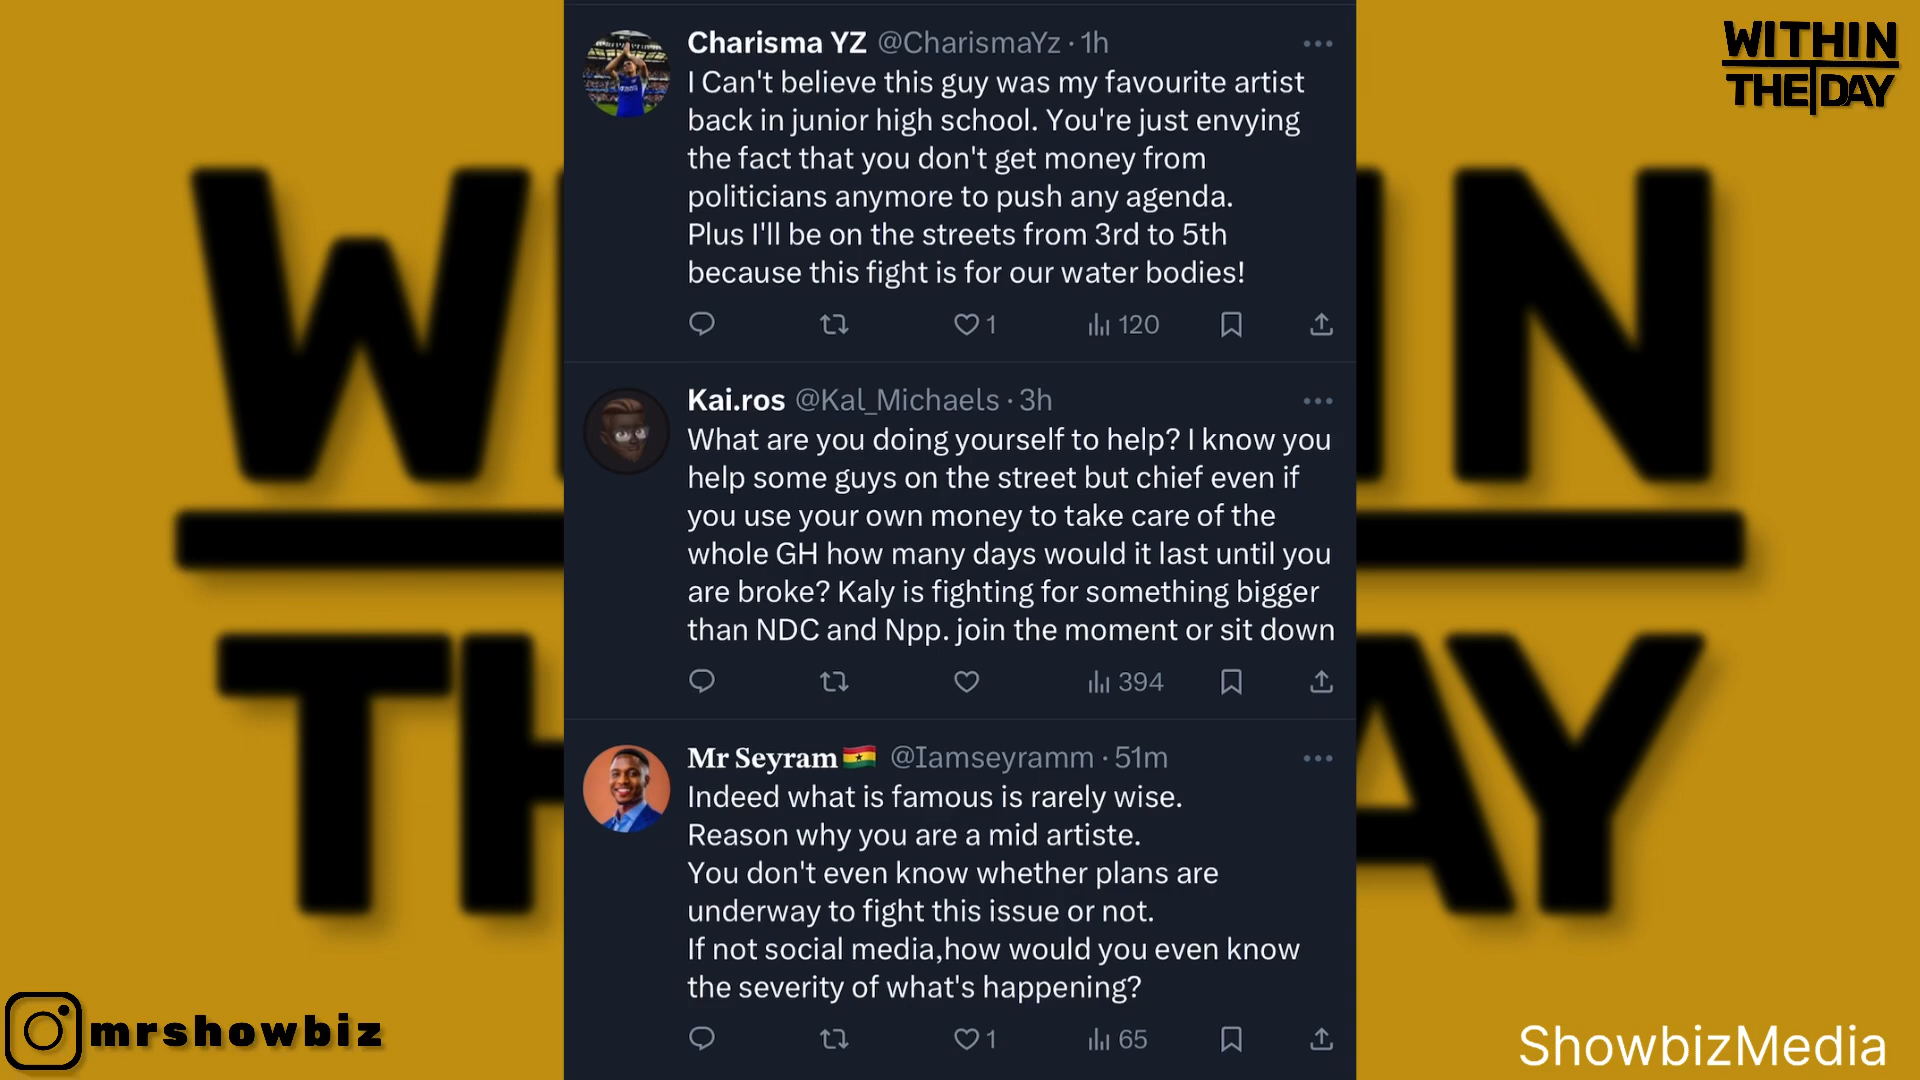 WITHIN
THE DAY
Charisma YZ @CharismaYz · 1h
I Can't believe this guy was my favourite artist
back in junior high school. You're just envying
the fact that you don't get money from
politicians anymore to push any agenda.
Plus I'll be on the streets from 3rd to 5th
because this fight is for our water bodies!
1 120
Kai.ros @Kal_Michaels · 3h
What are you doing yourself to help? I know you
help some guys on the street but chief even if
you use your own money to take care of the
whole GH how many days would it last until you
are broke? Kaly is fighting for something bigger
than NDC and Npp. join the moment or sit down
394
Mr Seyram🇬🇭 @Iamseyramm · 51m
Indeed what is famous is rarely wise.
Reason why you are a mid artiste.
You don't even know whether plans are
underway to fight this issue or not.
If not social media,how would you even know
the severity of what's happening?
1 65
mrshowbiz
ShowbizMedia